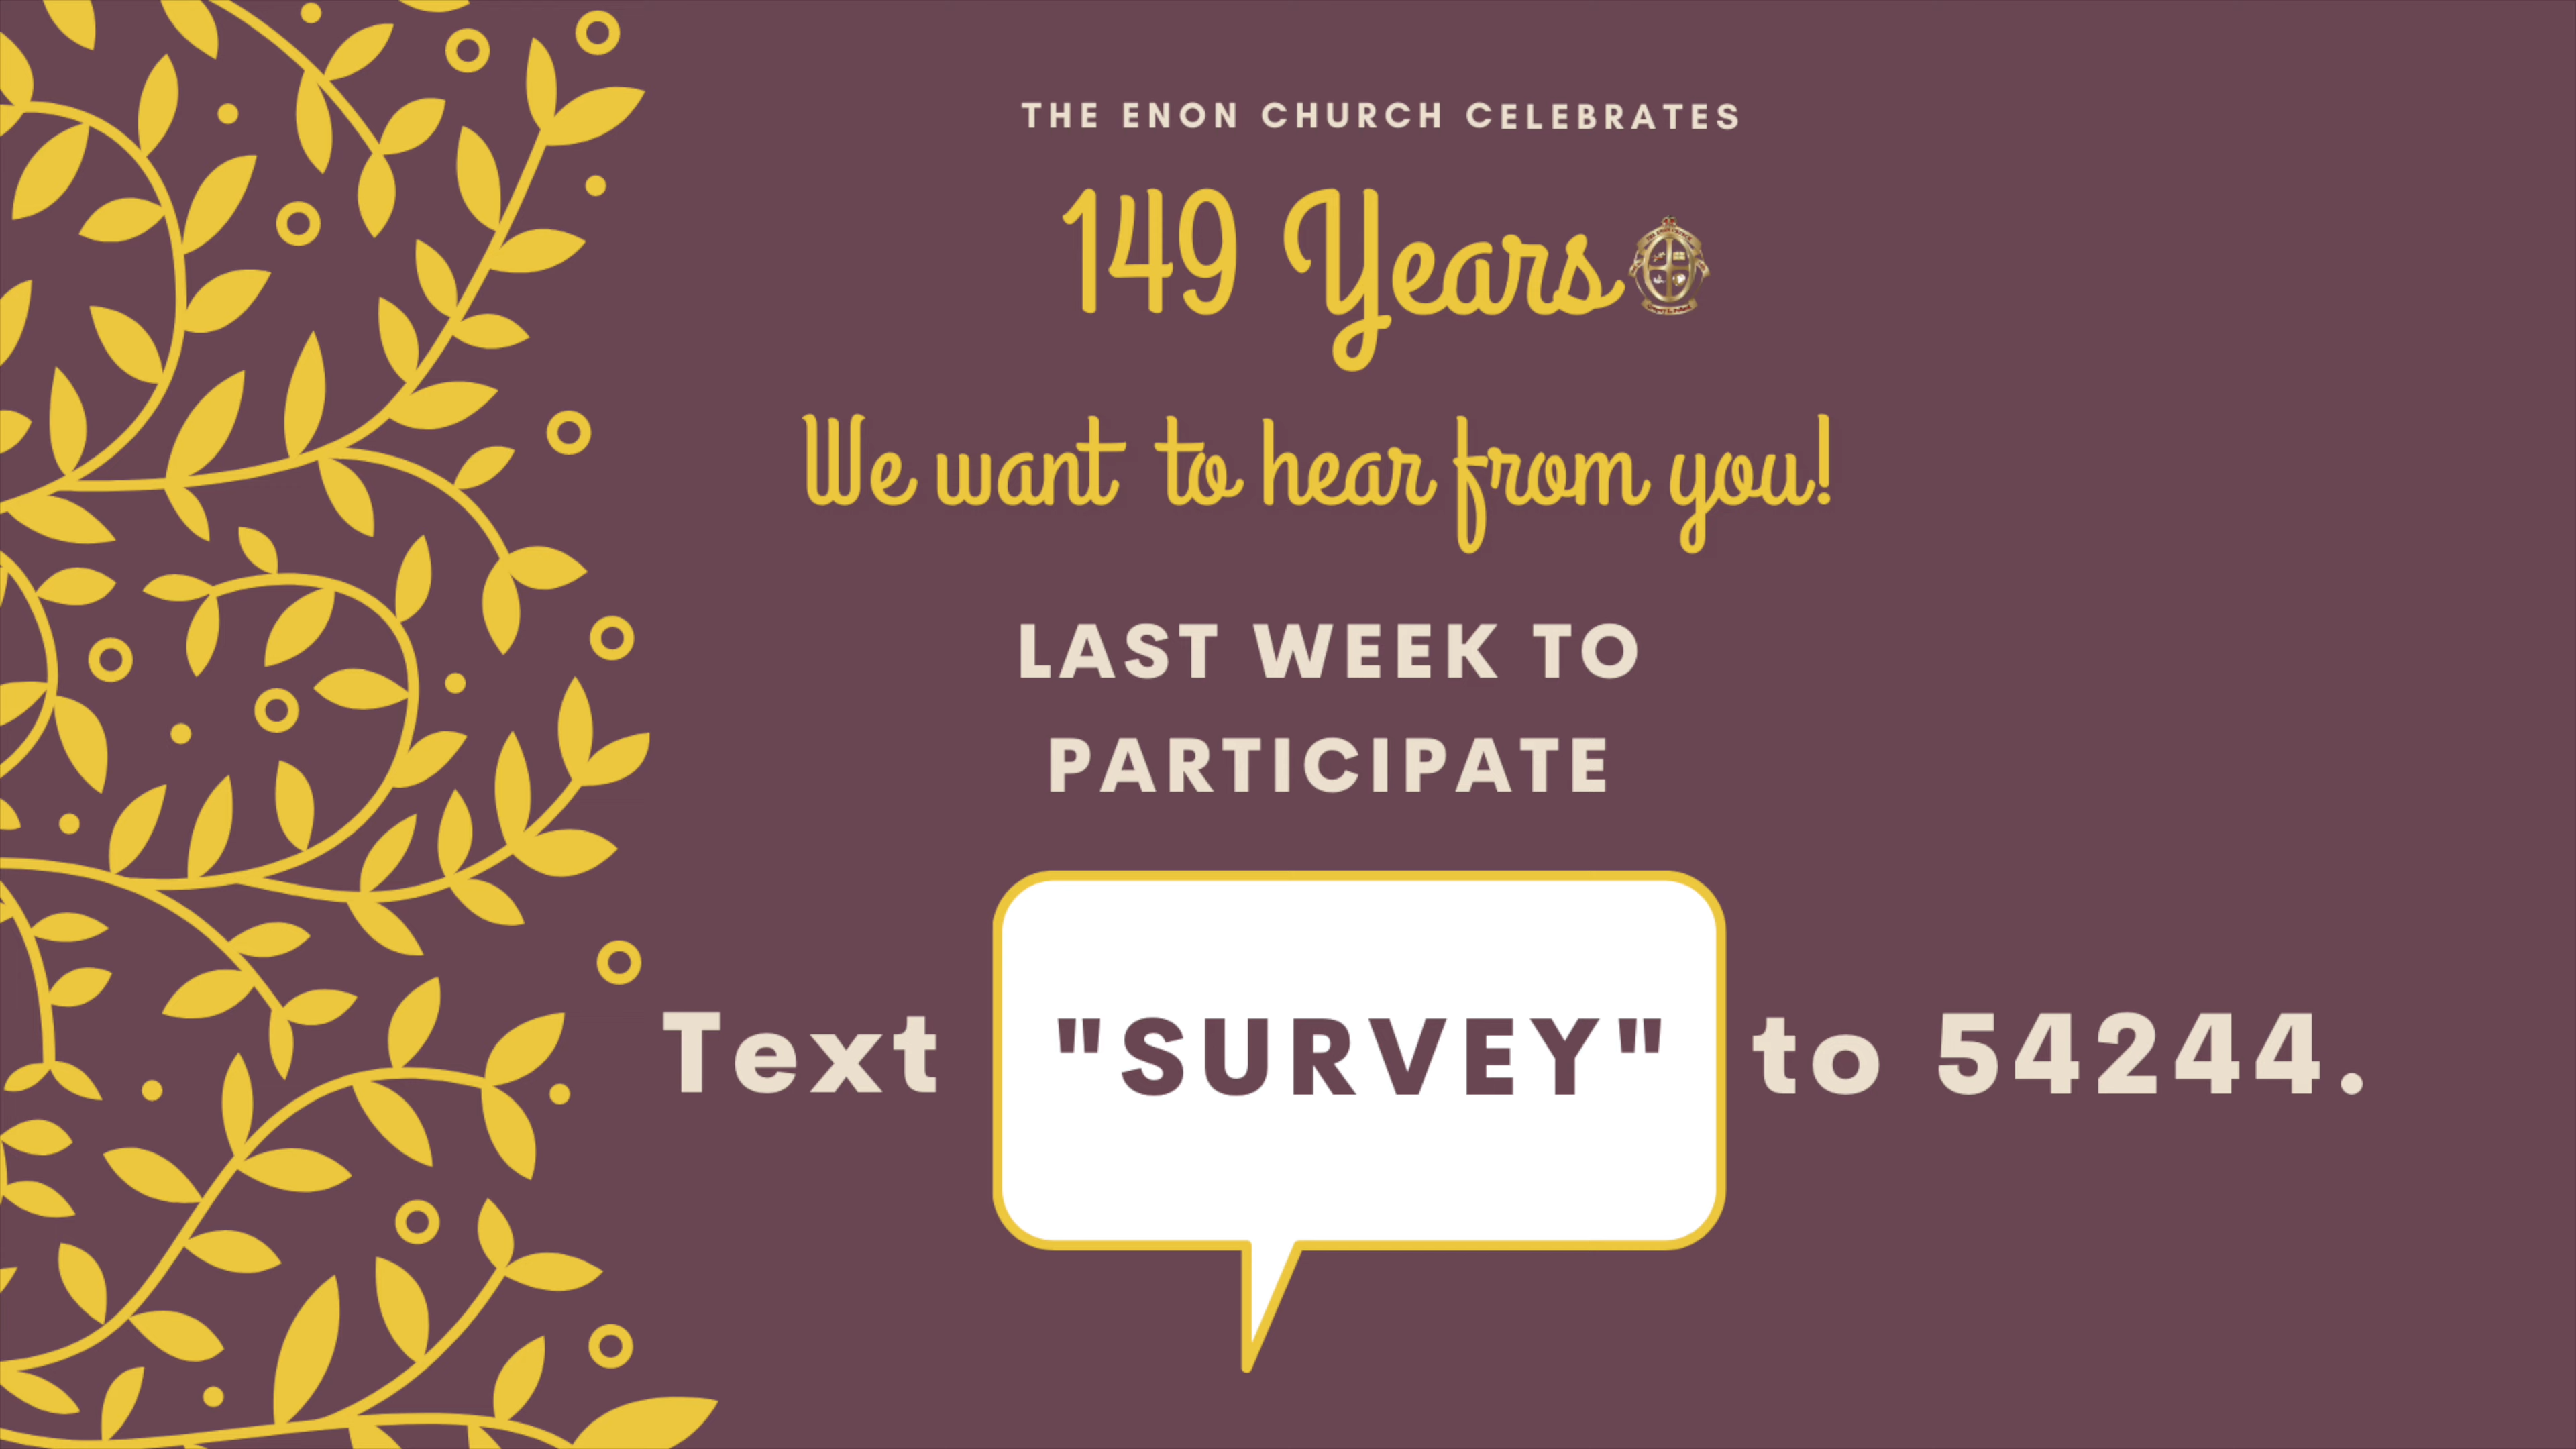 THE ENON CHURCH CELEBRATES
149 Years
We want to hear from you!
LAST WEEK TO
PARTICIPATE
Text "SURVEY" to 54244.